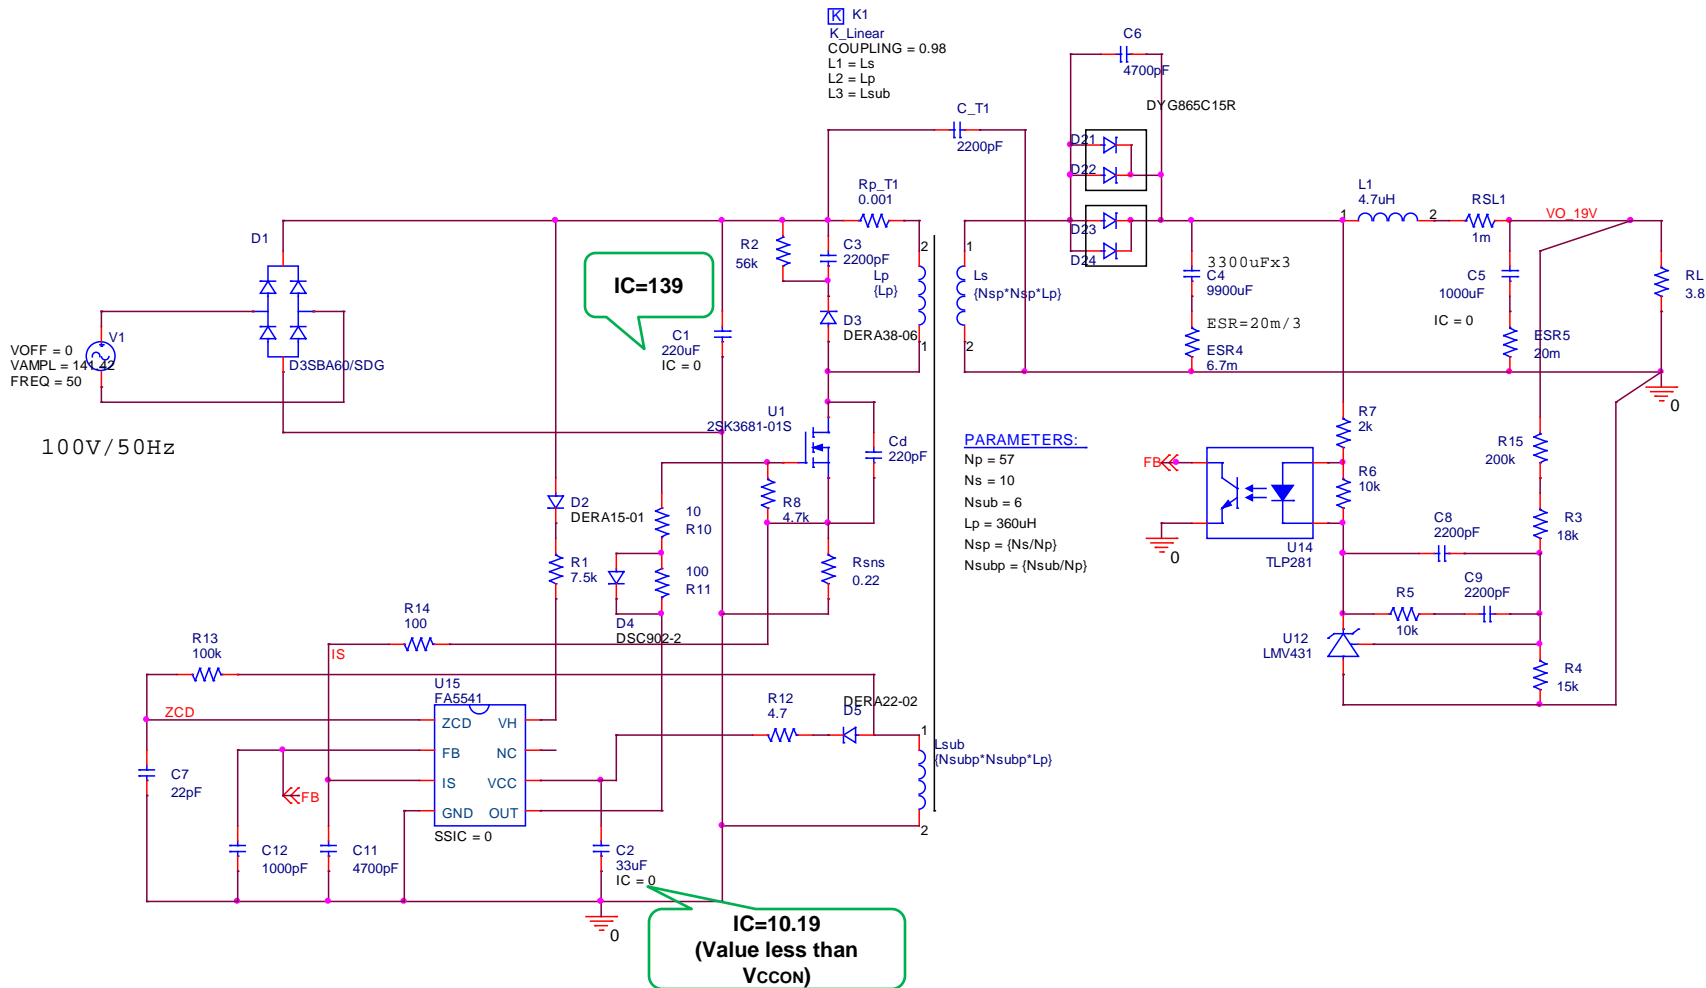 K K1
K_Linear
COUPLING = 0.98
L1 = Ls
L2 = Lp
L3 = Lsub
C6
4700pF
DYG865C15R
C_T1
2200pF
D21
D22
D23
D24
Rp_T1
0.001
L1
4.7uH
1
2
RSL1
1m
VO_19V
D1
R2
56k
C3
2200pF
2
Lp
{Lp}
1
1
Ls
{Nsp*Nsp*Lp}
2
3300uFx3
C4
9900uF
ESR=20m/3
ESR4
6.7m
C5
1000uF
IC = 0
ESR5
20m
RL
3.8
0
IC=139
D3
DERA38-06
C1
220uF
IC = 0
V1
VOFF = 0
VAMPL = 141.42
FREQ = 50
D3SBA60/SDG
100V/50Hz
U1
2SK3681-01S
Cd
220pF
R7
2k
R6
10k
R15
200k
FB
PARAMETERS:
Np = 57
Ns = 10
Nsub = 6
Lp = 360uH
Nsp = {Ns/Np}
Nsubp = {Nsub/Np}
0
U14
TLP281
C8
2200pF
R3
18k
D2
DERA15-01
10
R10
R8
4.7k
R1
7.5k
100
R11
Rsns
0.22
D4
DSC902-2
R5
10k
C9
2200pF
U12
LMV431
R4
15k
R14
100
IS
R13
100k
ZCD
U15
FA5541
ZCD
VH
FB
NC
IS
VCC
GND
OUT
SSIC = 0
R12
4.7
DERA22-02
D5
1
Lsub
{Nsubp*Nsubp*Lp}
2
C7
22pF
FB
C12
1000pF
C11
4700pF
C2
33uF
IC = 0
0
IC=10.19
(Value less than
VCCON)